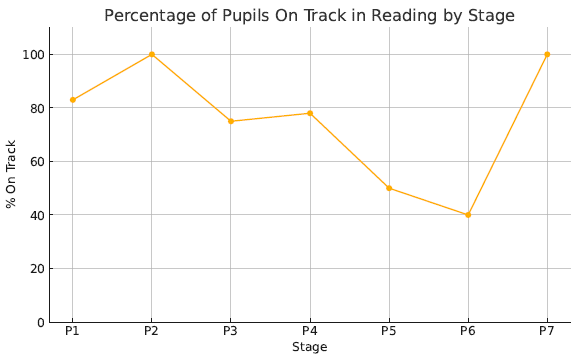 Percentage of Pupils On Track in Reading by Stage
100
80
60
40
20
0
% On Track
P1 P2 P3 P4 P5 P6 P7
Stage